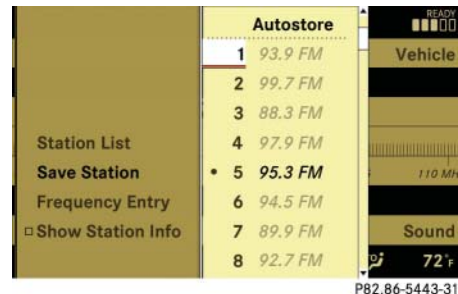 READY
Autostore
1 93.9 FM
Vehicle
2 99.7 FM
3 88.3 FM
Station List
4 97.9 FM
Save Station
• 5 95.3 FM
110 MH
Frequency Entry
6 94.5 FM
Show Station Info
7 89.9 FM
Sound
8 92.7 FM
72°F
P82.86-5443-31